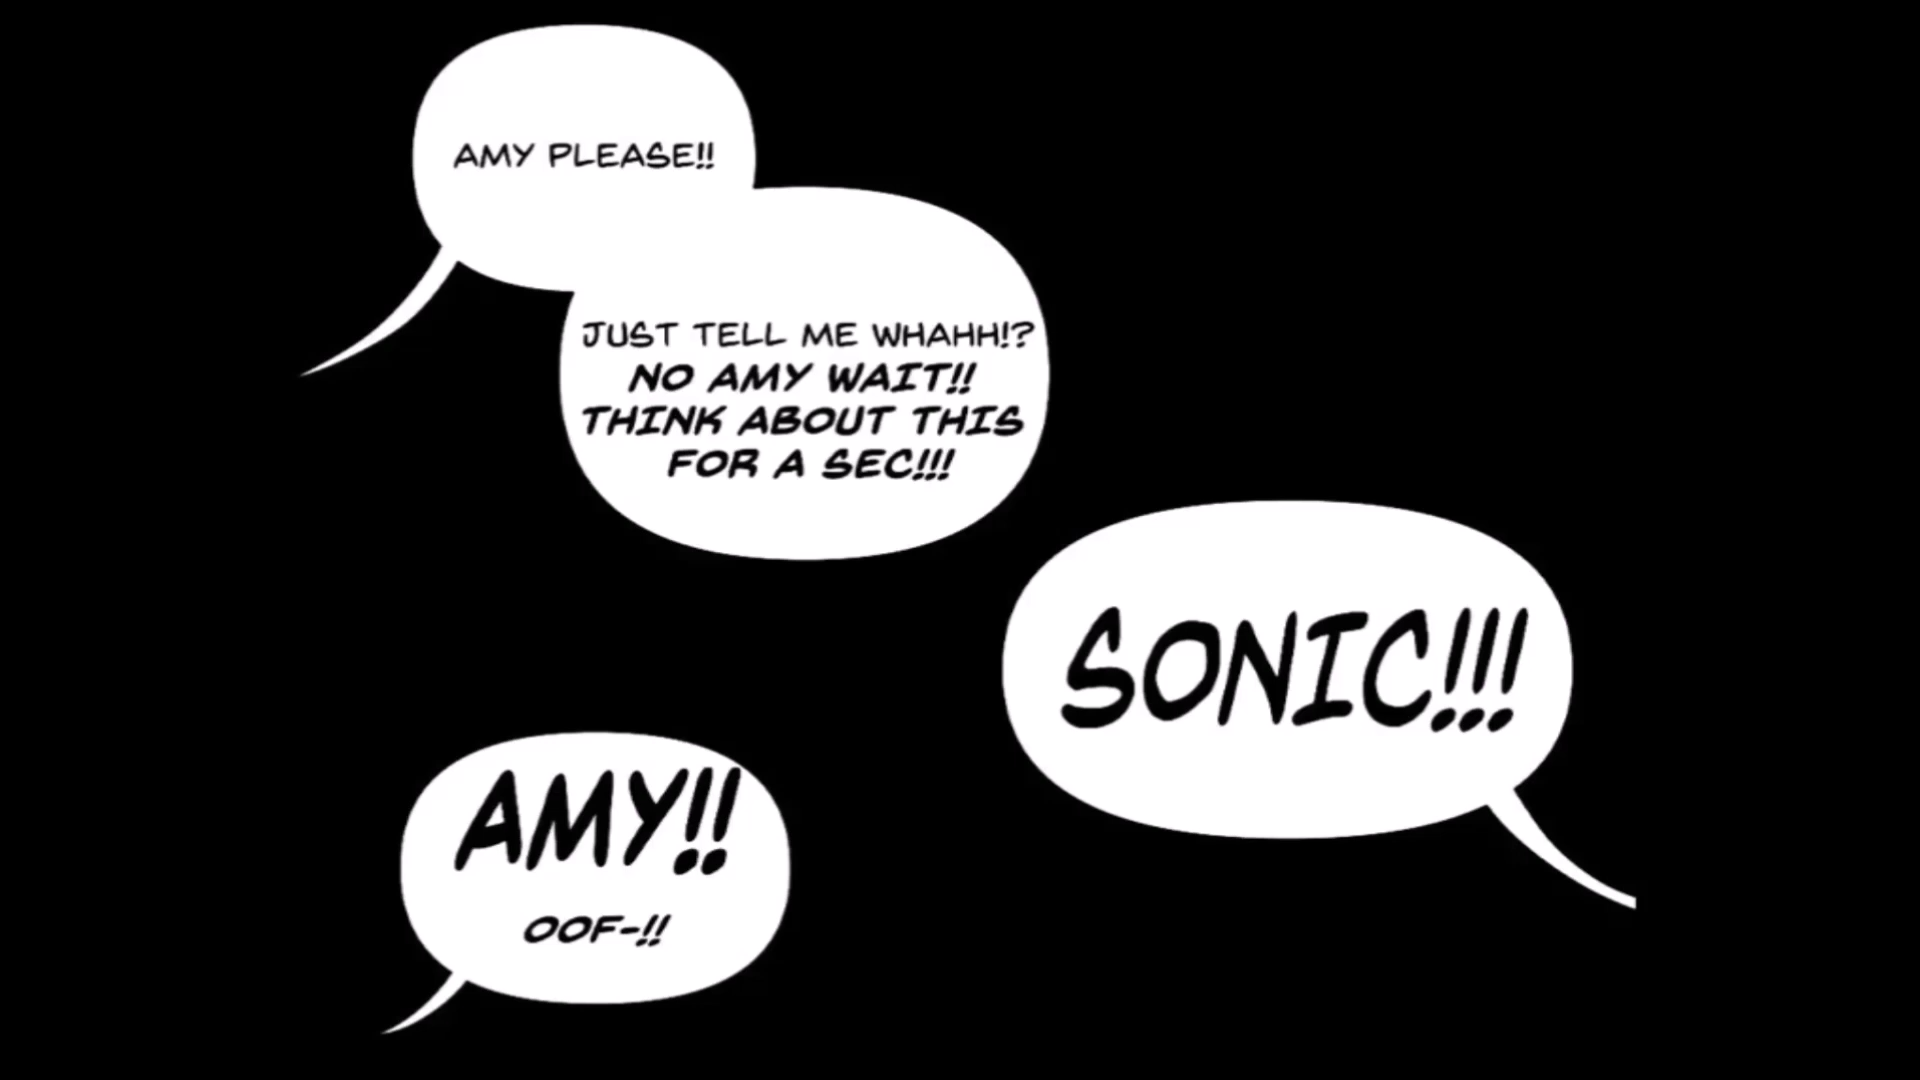 AMY PLEASE!!
JUST TELL ME WHAHH!?
NO AMY WAIT!!
THINK ABOUT THIS
FOR A SEC!!!
SONIC!!!
AMY!!
OOF-!!